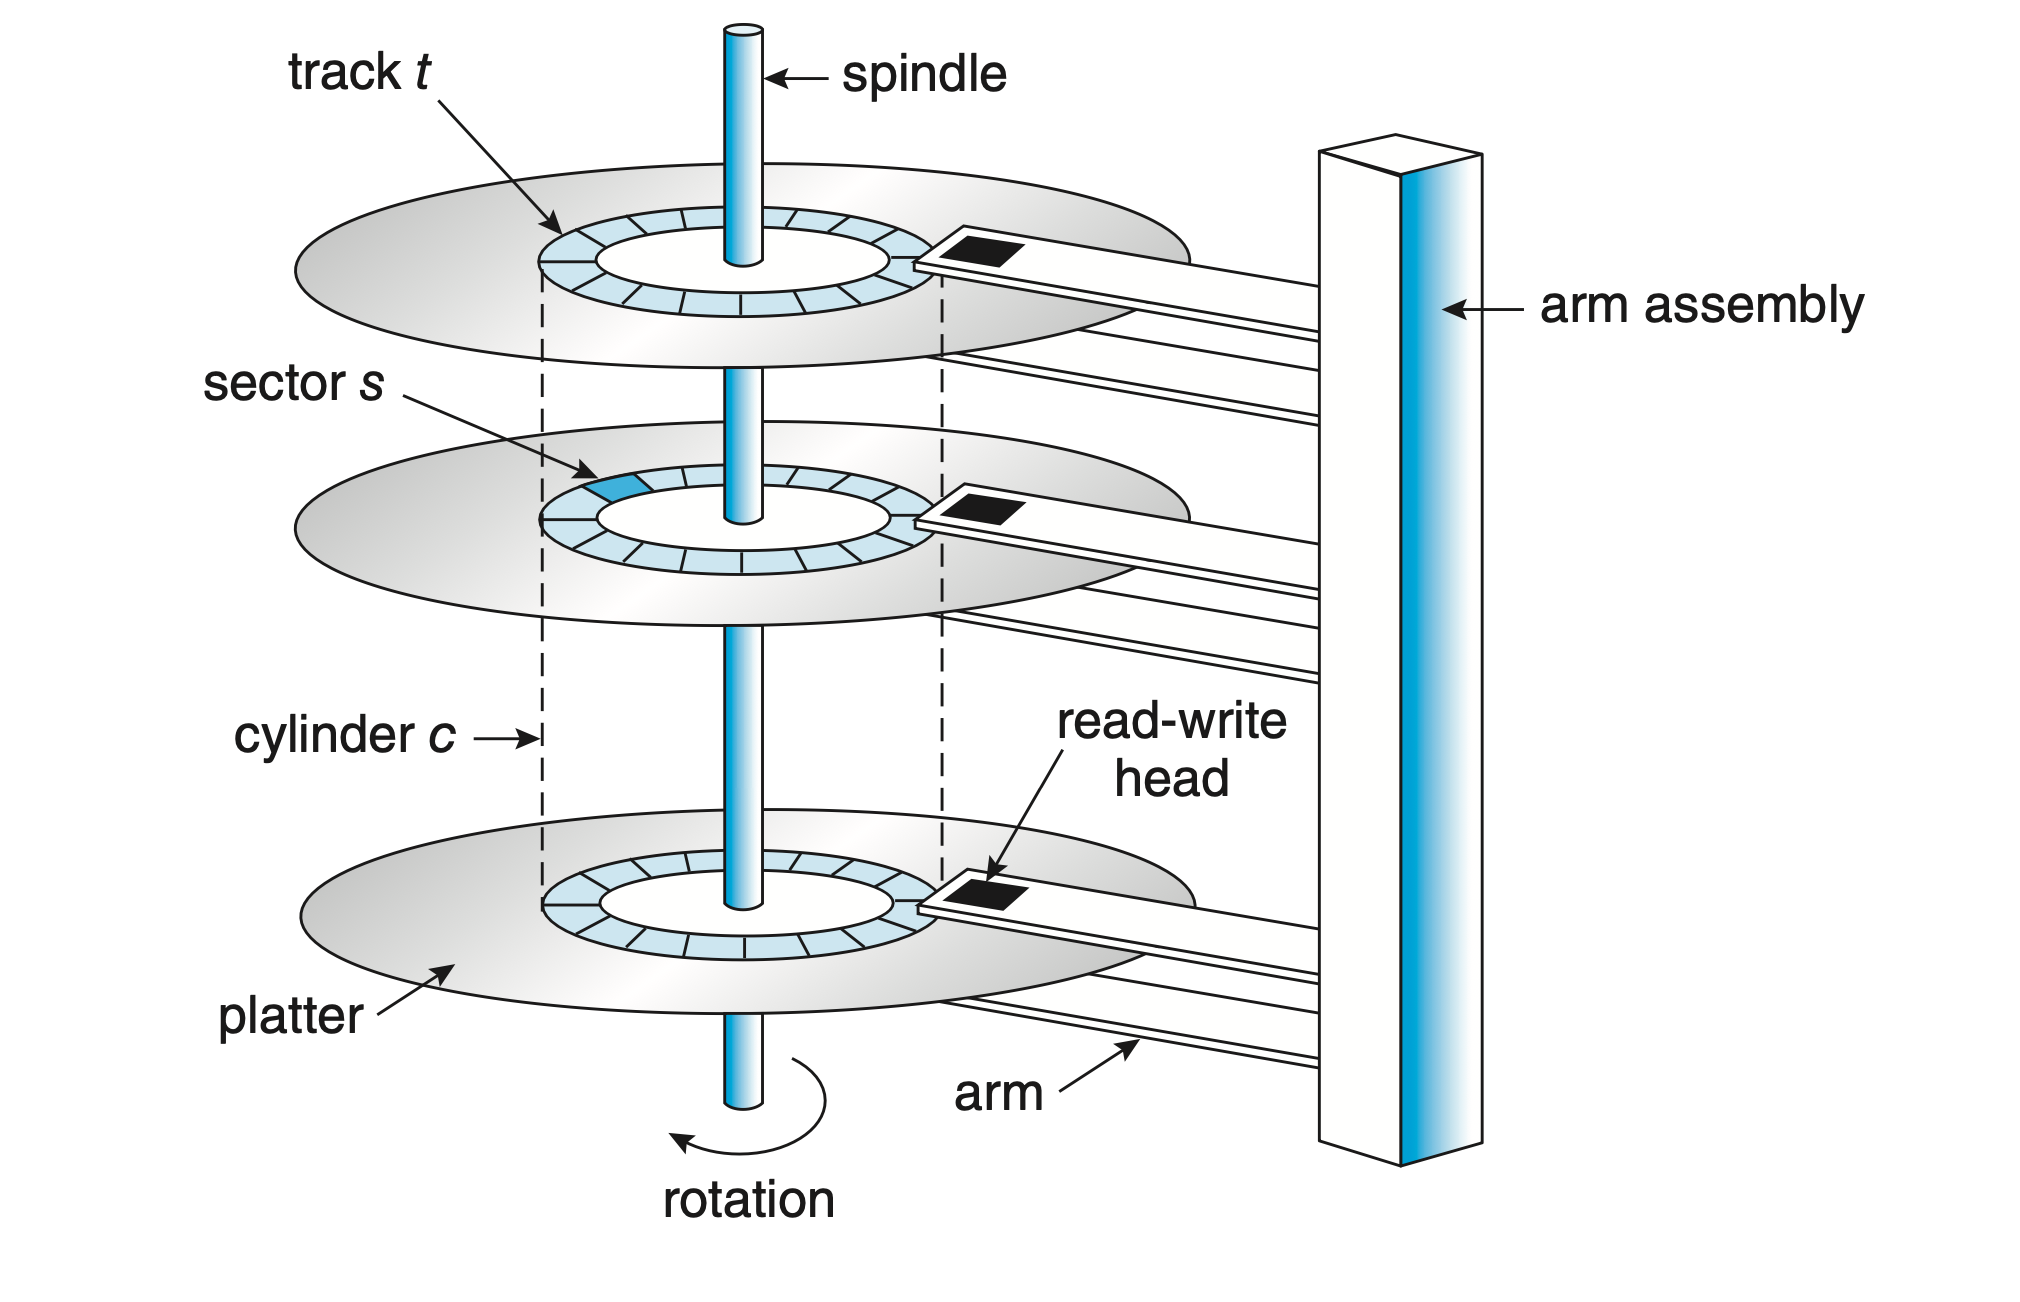 track t
spindle
arm assembly
sector s
cylinder c
read-write
head
platter
arm
rotation